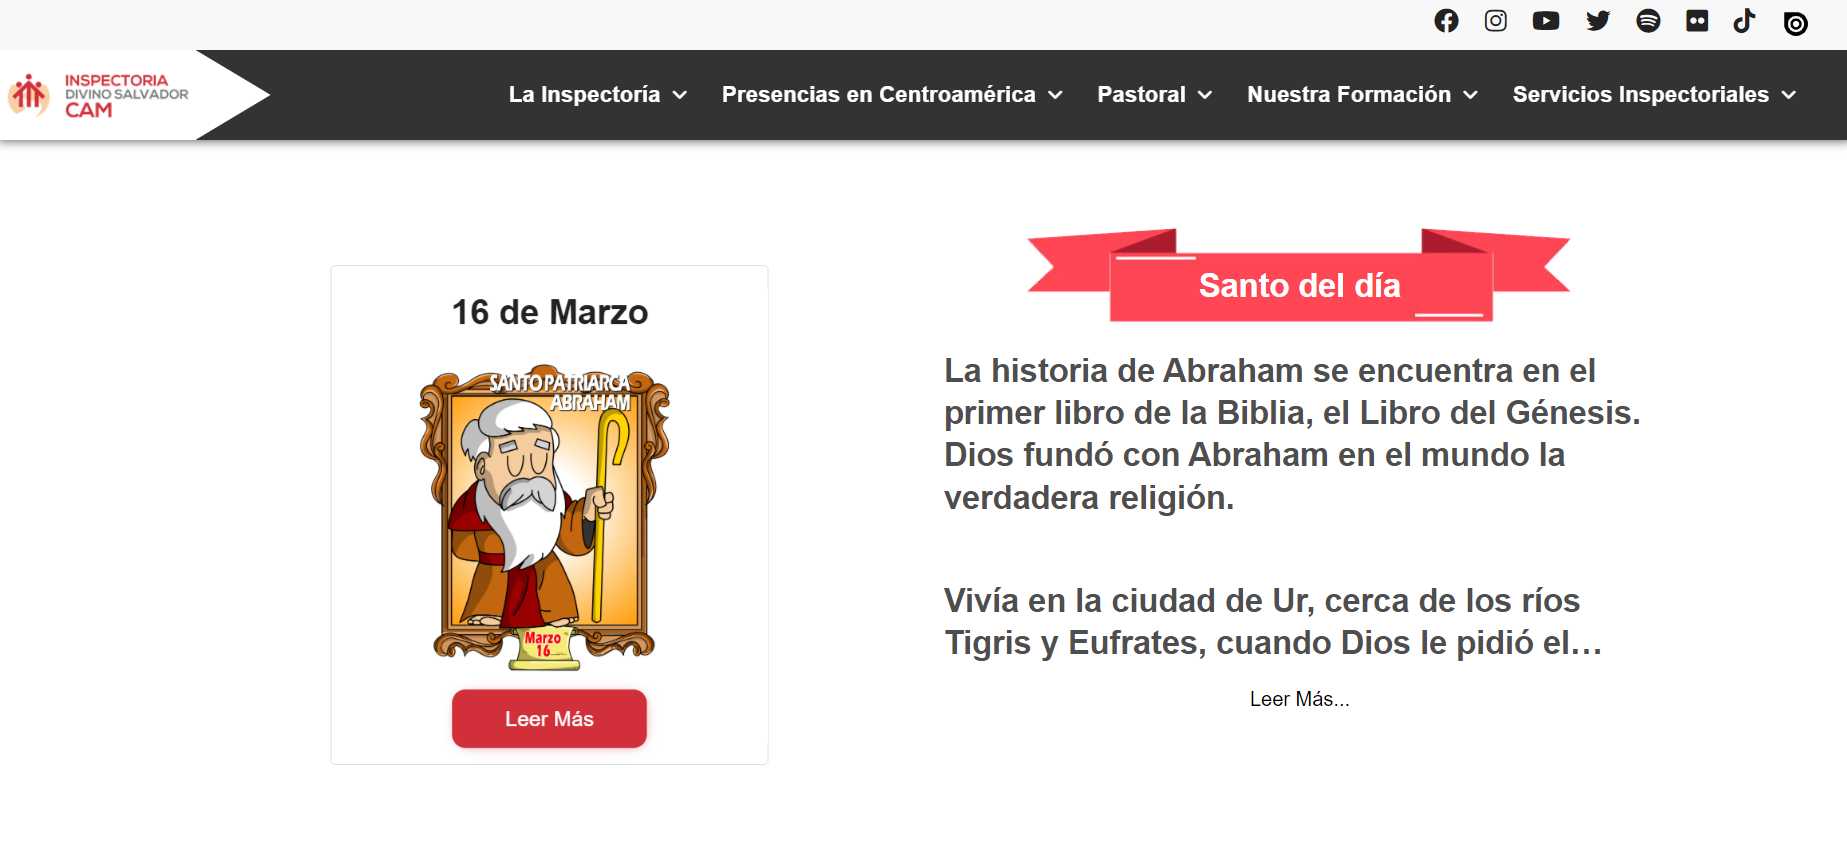 INSPECTORIA
DIVINO SALVADOR
CAM
La Inspectoría
Presencias en Centroamérica
Pastoral
Nuestra Formación
Servicios Inspectoriales
16 de Marzo
SANTO PATRIARCA
ABRAHAM
Marzo
16
Leer Más
Santo del día
La historia de Abraham se encuentra en el
primer libro de la Biblia, el Libro del Génesis.
Dios fundó con Abraham en el mundo la
verdadera religión.
Vivía en la ciudad de Ur, cerca de los ríos
Tigris y Eufrates, cuando Dios le pidió el…
Leer Más...